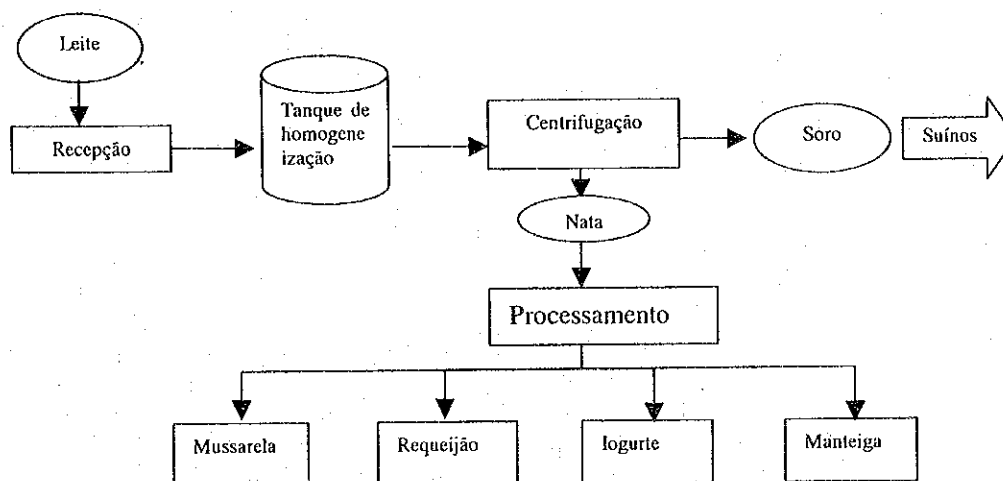 Leite
Recepção
Tanque de
homogene
ização
Centrifugação
Soro
Suínos
Nata
Processamento
Mussarela
Requeijão
Iogurte
Manteiga